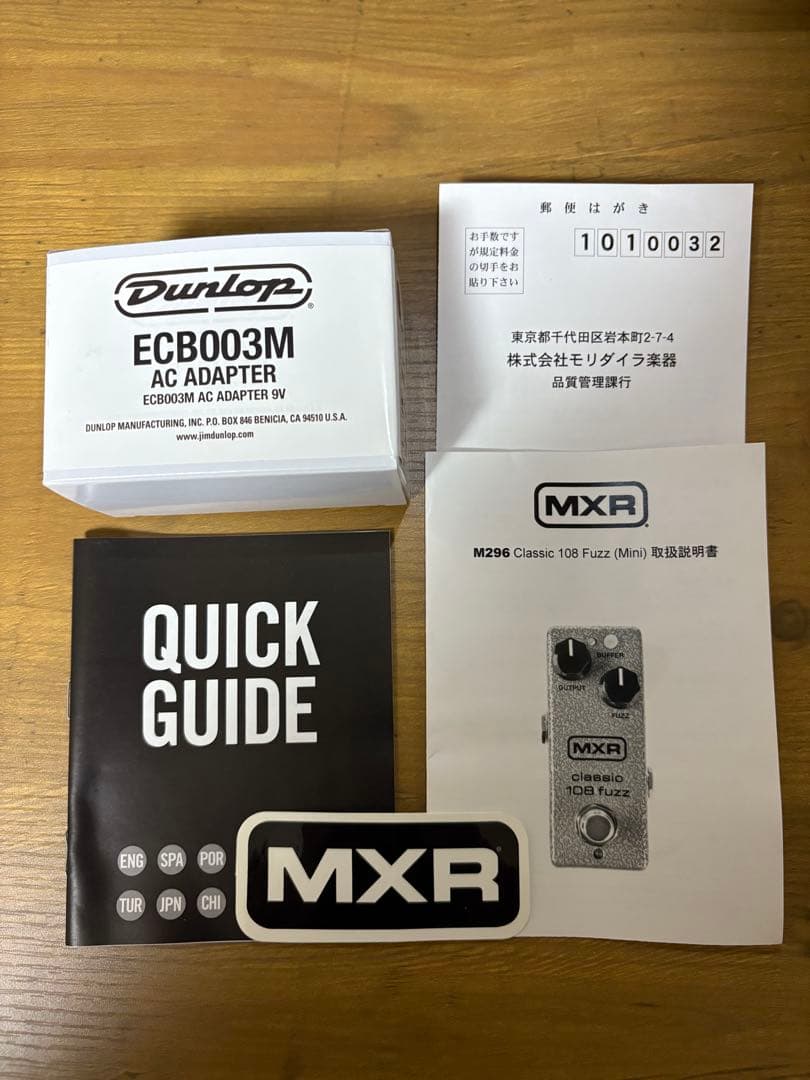 Dunlop®
ECB003M
AC ADAPTER
ECB003M AC ADAPTER 9V
DUNLOP MANUFACTURING, INC. P.O. BOX 846 BENICIA, CA 94510 U.S.A.
www.jimdunlop.com
郵便はがき
お手数です
が規定料金
の切手をお
貼り下さい
1010032
東京都千代田区岩本町2-7-4
株式会社モリダイラ楽器
品質管理課行
QUICK
GUIDE
ENG SPA POR
TUR JPN CHI
MXR
MXR®
M296 Classic 108 Fuzz (Mini) 取扱説明書
BUFFER
OUTPUT
FUZZ
MXR
classic
108 fuzz